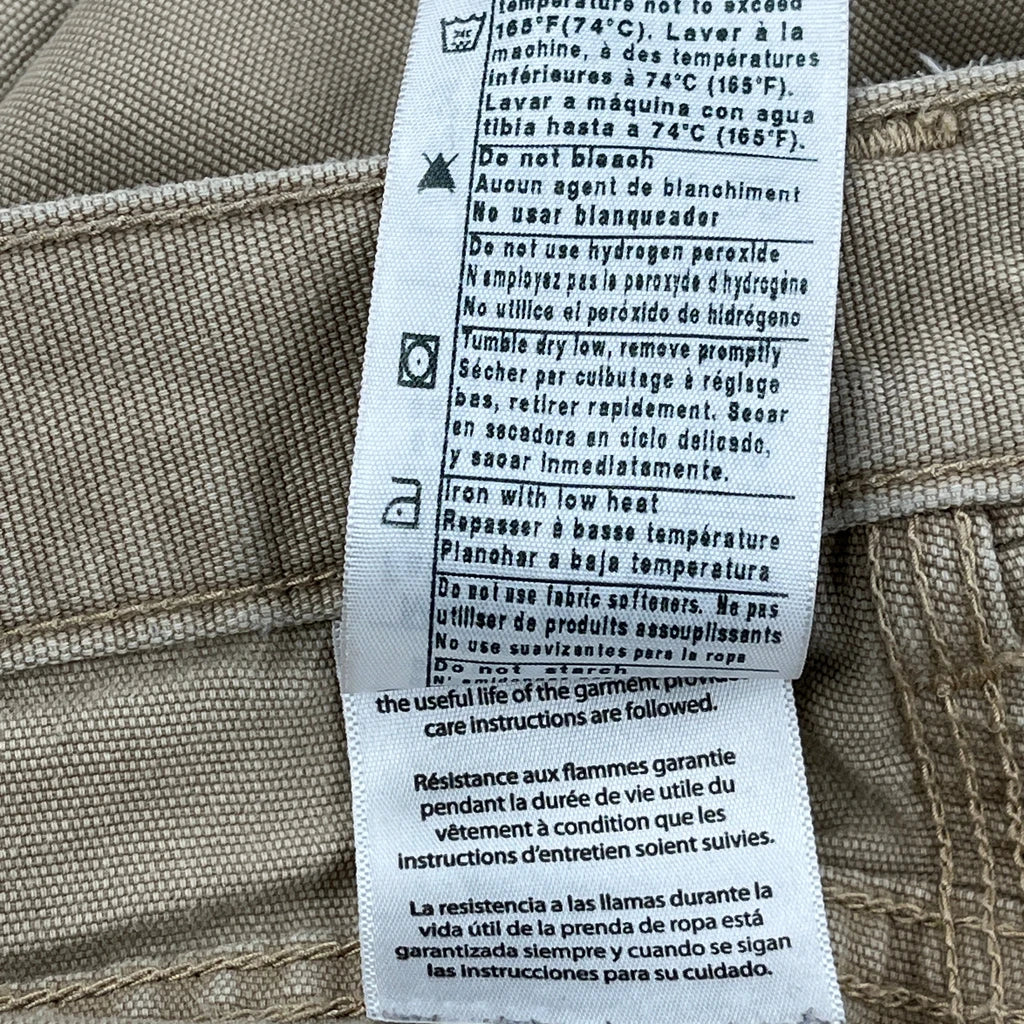 temperature not to exceed
165°F(74°C). Laver à la
machine, à des températures
inférieures à 74°C (165°F).
Lavar a máquina con agua
tibia hasta a 74°C (165°F).
Do not bleach
Aucun agent de blanchiment
No usar blanqueador
Do not use hydrogen peroxide
N employez pas le peroxyde d hydrogène
No utilice el peróxido de hidrógeno
Tumble dry low, remove promptly
Sécher par culbutage à réglage
bas, retirer rapidement. Secar
en secadora en ciclo delicado,
y sacar inmediatamente.
Iron with low heat
Repasser à basse température
Planchar a baja temperatura
Do not use fabric softeners. Ne pas
utiliser de produits assouplissants
No use suavizantes para la ropa
Do not starch
the useful life of the garment
care instructions are followed.
Résistance aux flammes garantie
pendant la durée de vie utile du
vêtement à condition que les
instructions d'entretien soient suivies.
La resistencia a las llamas durante la
vida útil de la prenda de ropa está
garantizada siempre y cuando se sigan
las instrucciones para su cuidado.